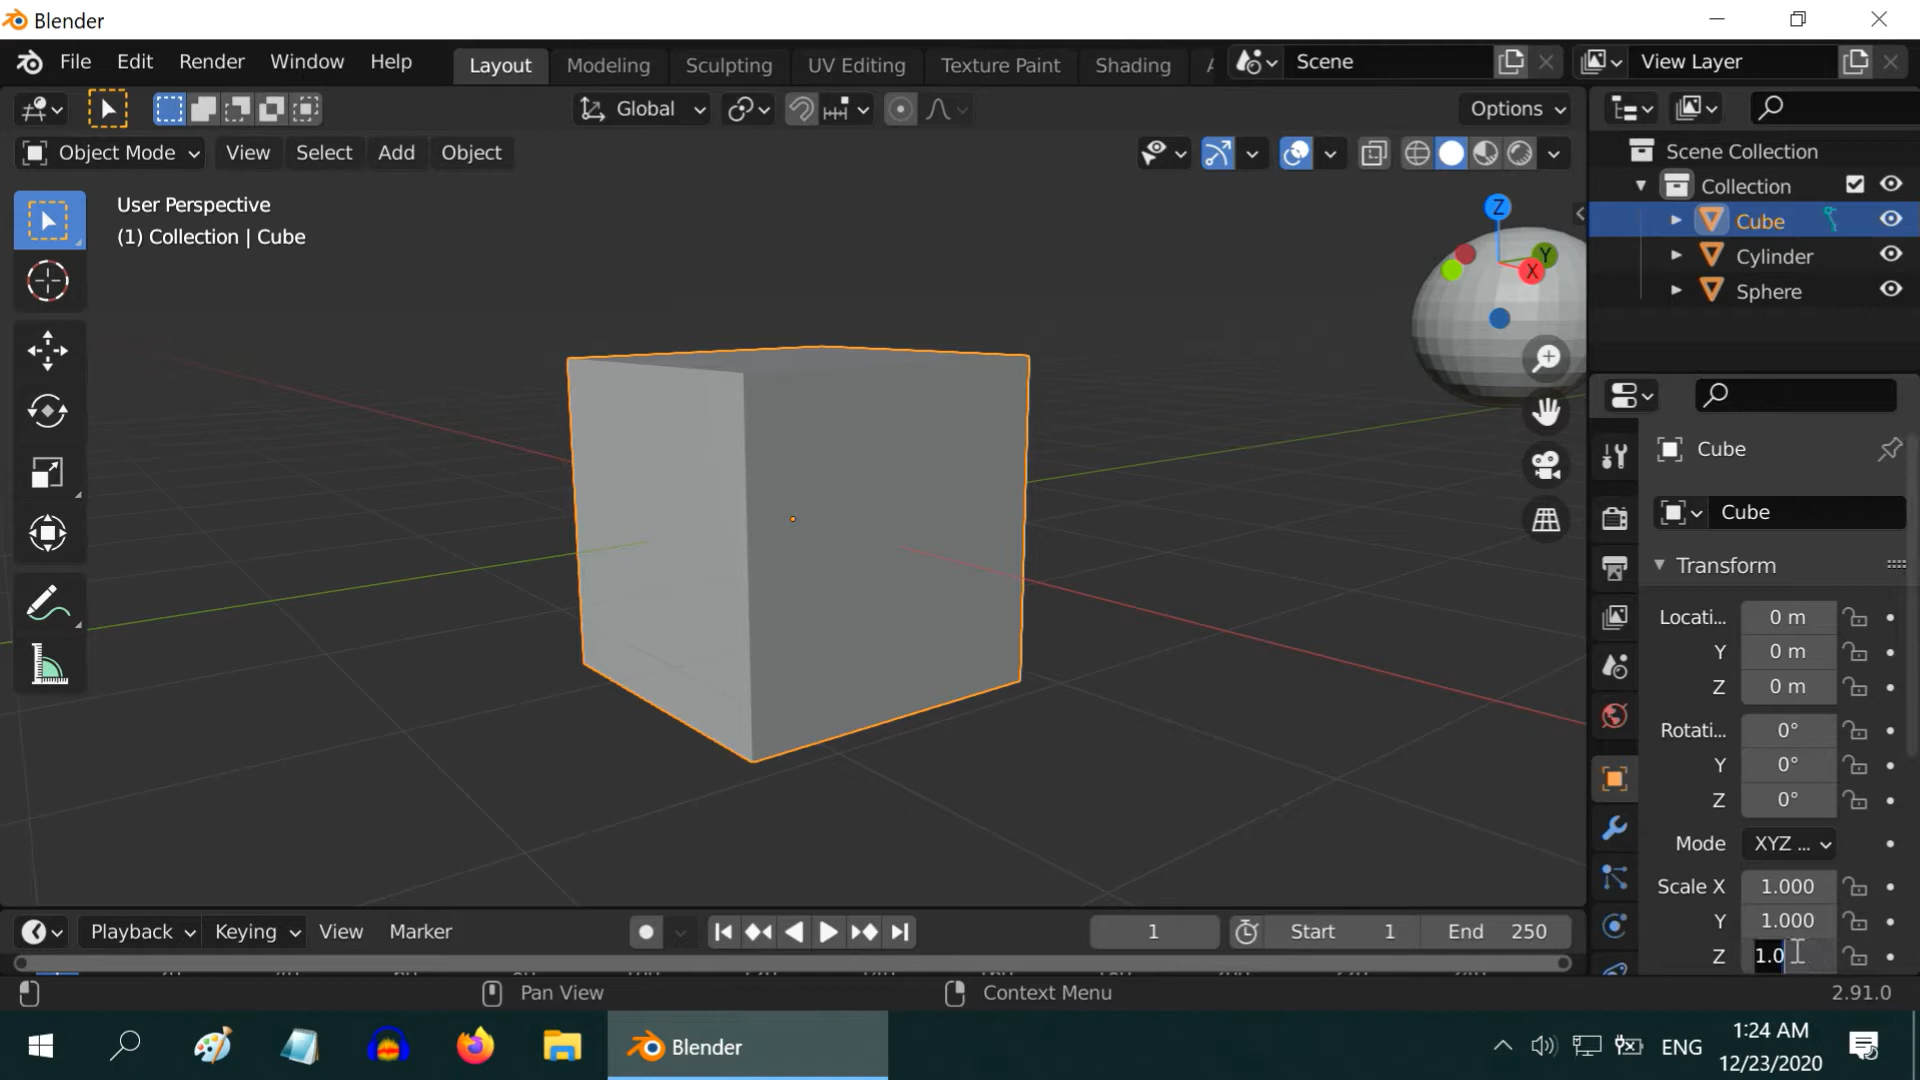 Blender
File Edit Render Window Help Layout Modeling Sculpting UV Editing Texture Paint Shading Scene View Layer
Global Options
Object Mode View Select Add Object
User Perspective
(1) Collection | Cube
Z
Y
X
Scene Collection
Collection
Cube
Cylinder
Sphere
Cube
Cube
Transform
Locati... 0 m
Y 0 m
Z 0 m
Rotati... 0°
Y 0°
Z 0°
Mode XYZ ...
Scale X 1.000
Y 1.000
Z 1.0
Playback Keying View Marker 1 Start 1 End 250
Pan View Context Menu 2.91.0
Blender ENG 1:24 AM
12/23/2020